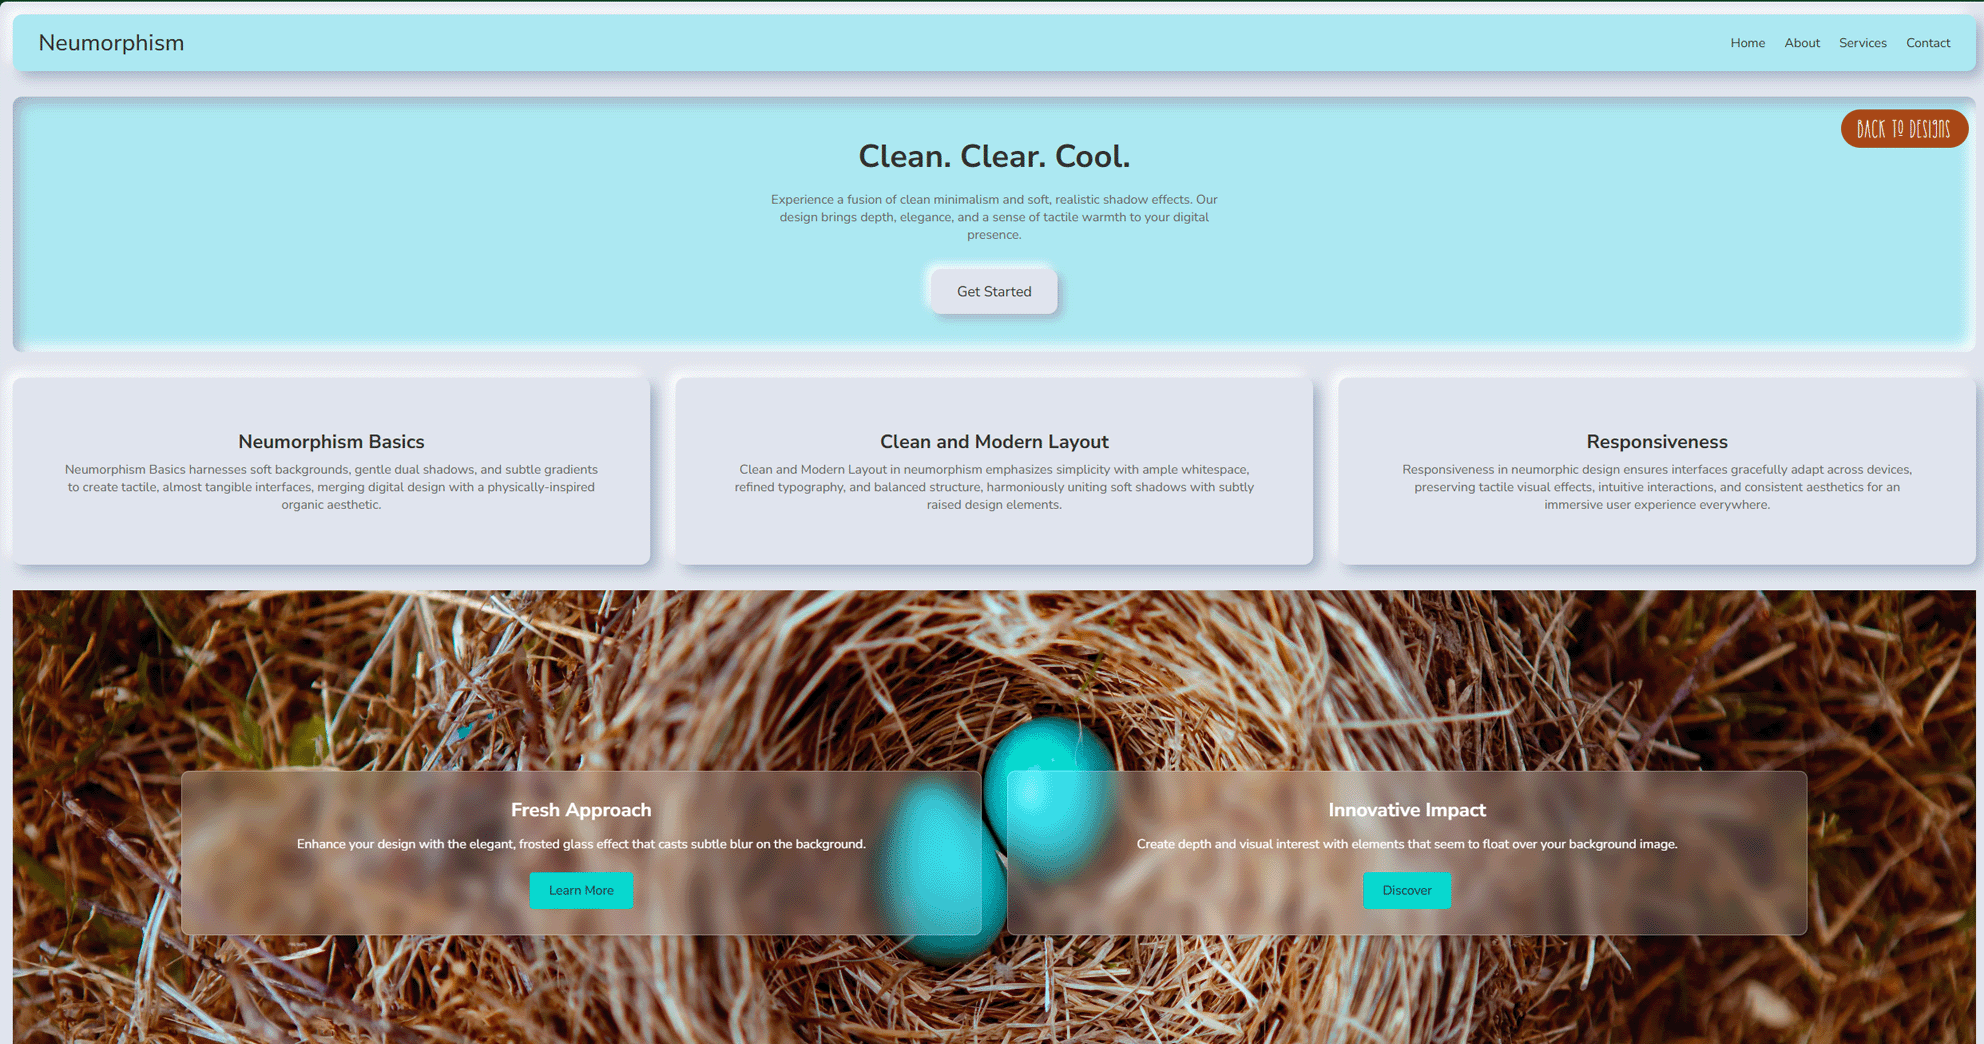 Neumorphism
Home About Services Contact
BACK TO DESIGNS
Clean. Clear. Cool.
Experience a fusion of clean minimalism and soft, realistic shadow effects. Our
design brings depth, elegance, and a sense of tactile warmth to your digital
presence.
Get Started
Neumorphism Basics
Neumorphism Basics harnesses soft backgrounds, gentle dual shadows, and subtle gradients
to create tactile, almost tangible interfaces, merging digital design with a physically-inspired
organic aesthetic.
Clean and Modern Layout
Clean and Modern Layout in neumorphism emphasizes simplicity with ample whitespace,
refined typography, and balanced structure, harmoniously uniting soft shadows with subtly
raised design elements.
Responsiveness
Responsiveness in neumorphic design ensures interfaces gracefully adapt across devices,
preserving tactile visual effects, intuitive interactions, and consistent aesthetics for an
immersive user experience everywhere.
Fresh Approach
Enhance your design with the elegant, frosted glass effect that casts subtle blur on the background.
Learn More
Innovative Impact
Create depth and visual interest with elements that seem to float over your background image.
Discover